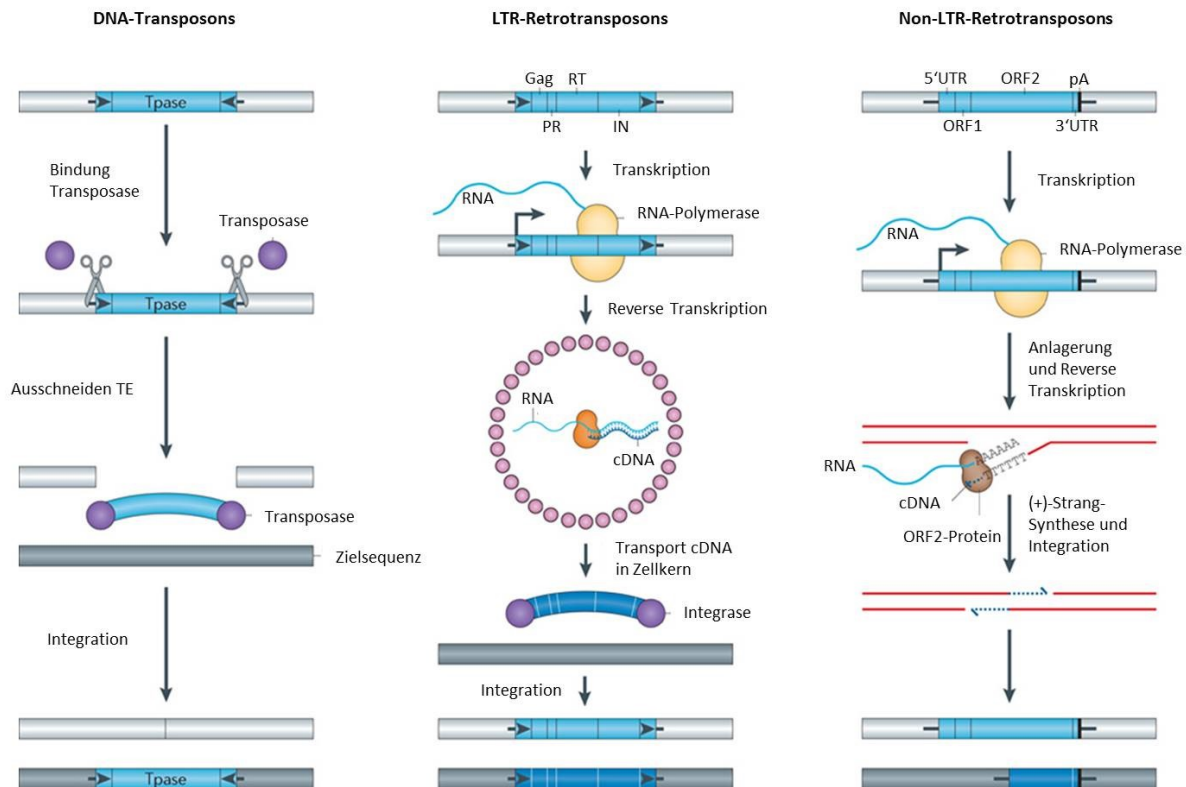 DNA-Transposons
Tpase
Bindung
Transposase
Transposase
Tpase
Ausschneiden TE
Transposase
Zielsequenz
Integration
Tpase
LTR-Retrotransposons
Gag RT
PR IN
Transkription
RNA
RNA-Polymerase
Reverse Transkription
RNA
cDNA
Transport cDNA
in Zellkern
Integrase
Integration
Non-LTR-Retrotransposons
5‘UTR ORF2 pA
ORF1 3‘UTR
Transkription
RNA
RNA-Polymerase
Anlagerung
und Reverse
Transkription
AAAAAA
TTTTTT
RNA
cDNA
ORF2-Protein
(+)-Strang-
Synthese und
Integration